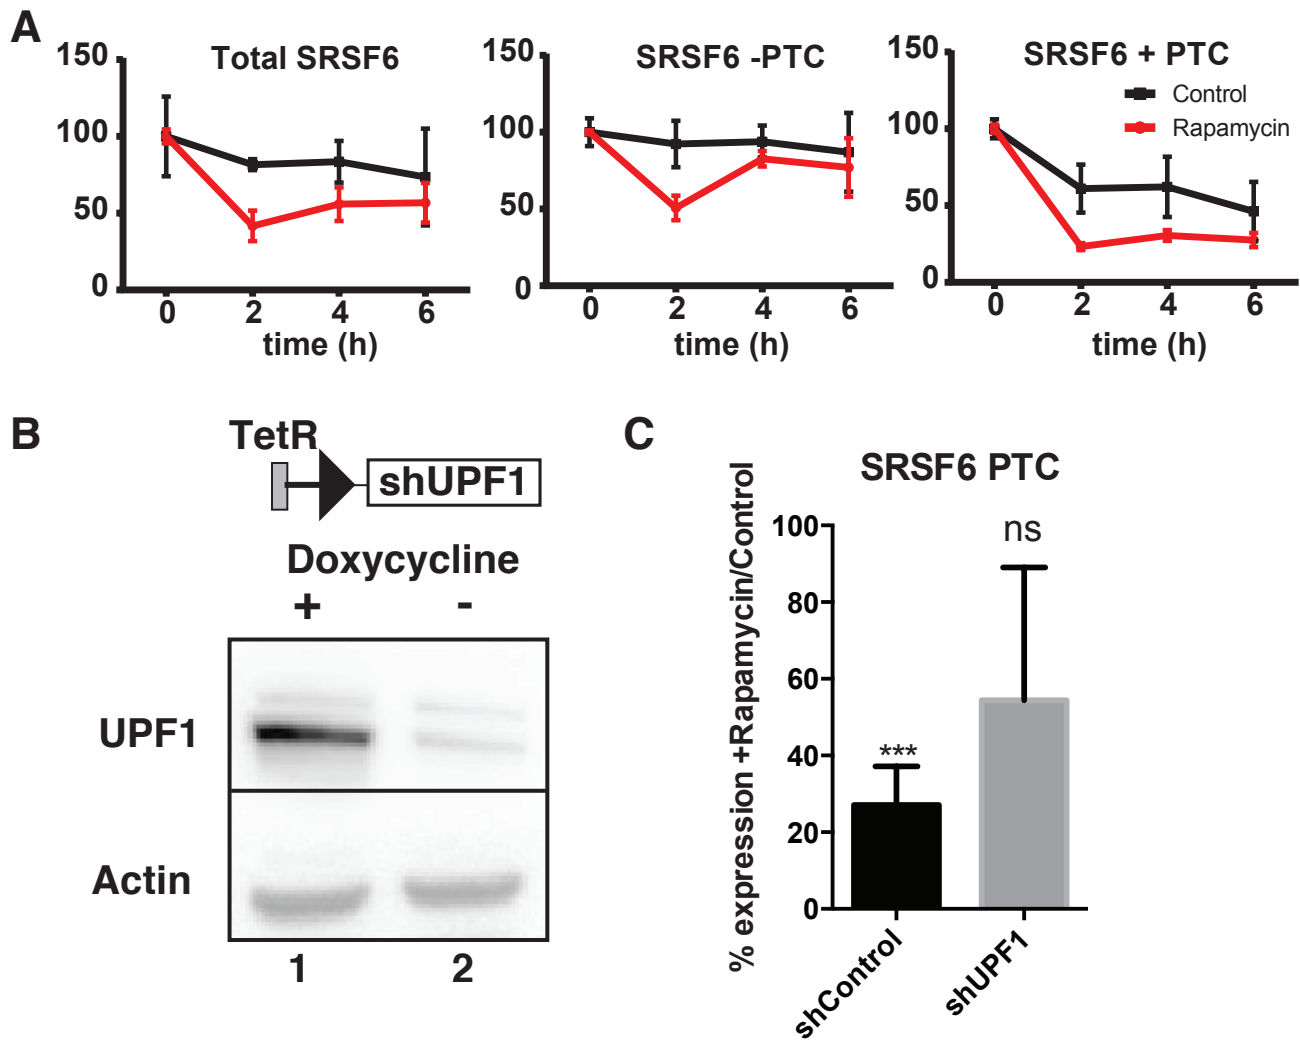 A
Total SRSF6
150
100
50
0
0 2 4 6
time (h)
SRSF6 -PTC
150
100
50
0
0 2 4 6
time (h)
SRSF6 + PTC
Control
Rapamycin
150
100
50
0
0 2 4 6
time (h)
B
TetR
shUPF1
Doxycycline
+ -
UPF1
Actin
1 2
C
SRSF6 PTC
% expression +Rapamycin/Control
100
80
60
40
20
0
***
ns
shControl
shUPF1